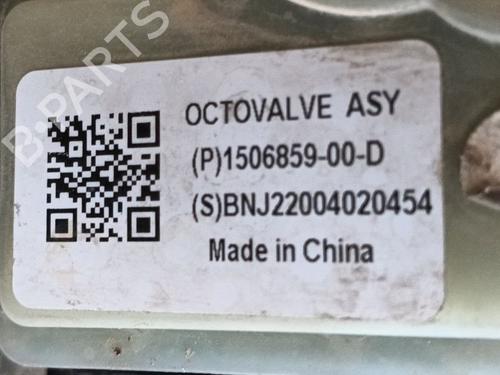 B-PARTS
OCTOVALVE ASY
(P)1506859-00-D
(S)BNJ22004020454
Made in China